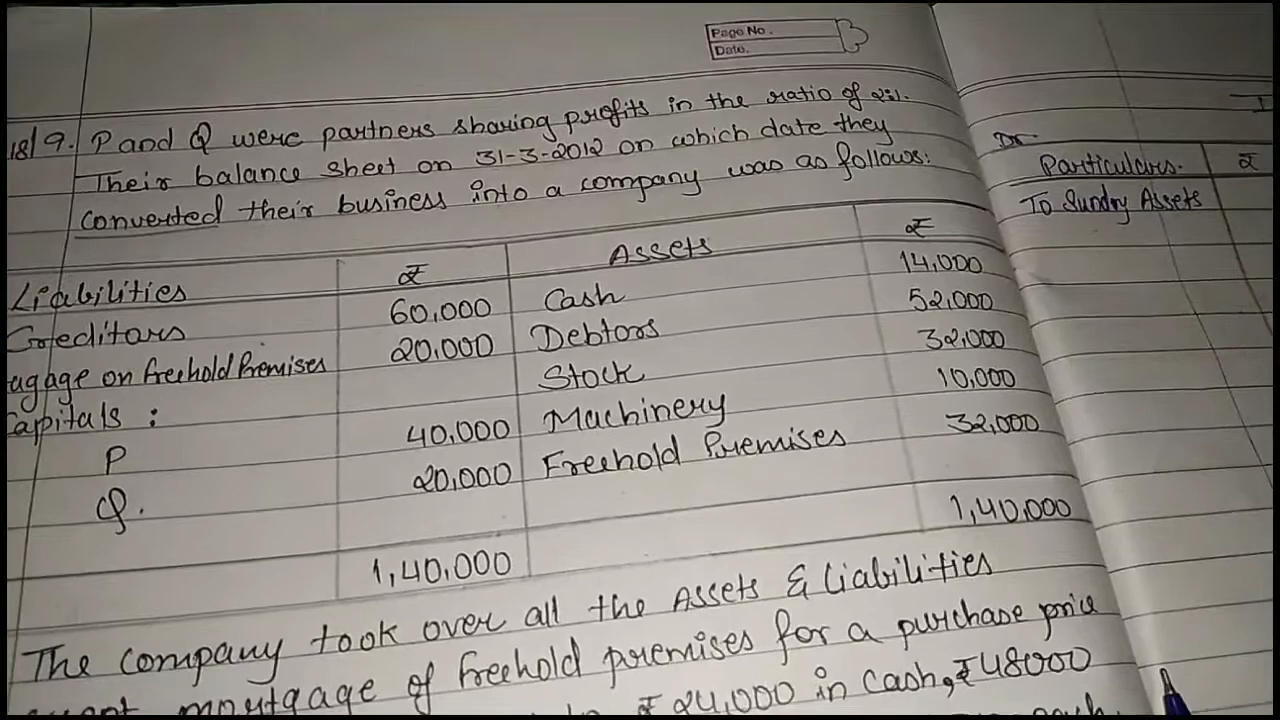 Page No.
Date.
18/9. P and Q were partners sharing profits in the ratio of 2:1.
Their balance sheet on 31-3-2012 on which date they
converted their business into a company was as follows:
Liabilities ₹ Assets ₹
Creditors 60,000 Cash 14,000
agage on freehold Premises 20,000 Debtors 52,000
Capitals : Stock 32,000
P 40,000 Machinery 10,000
Q. 20,000 Freehold Premises 32,000
1,40,000 1,40,000
The company took over all the Assets & Liabilities
mourtgage of freehold premises for a purchase price
₹24,000 in cash, ₹48000
Dr
Particulars. ₹
To Sundry Assets